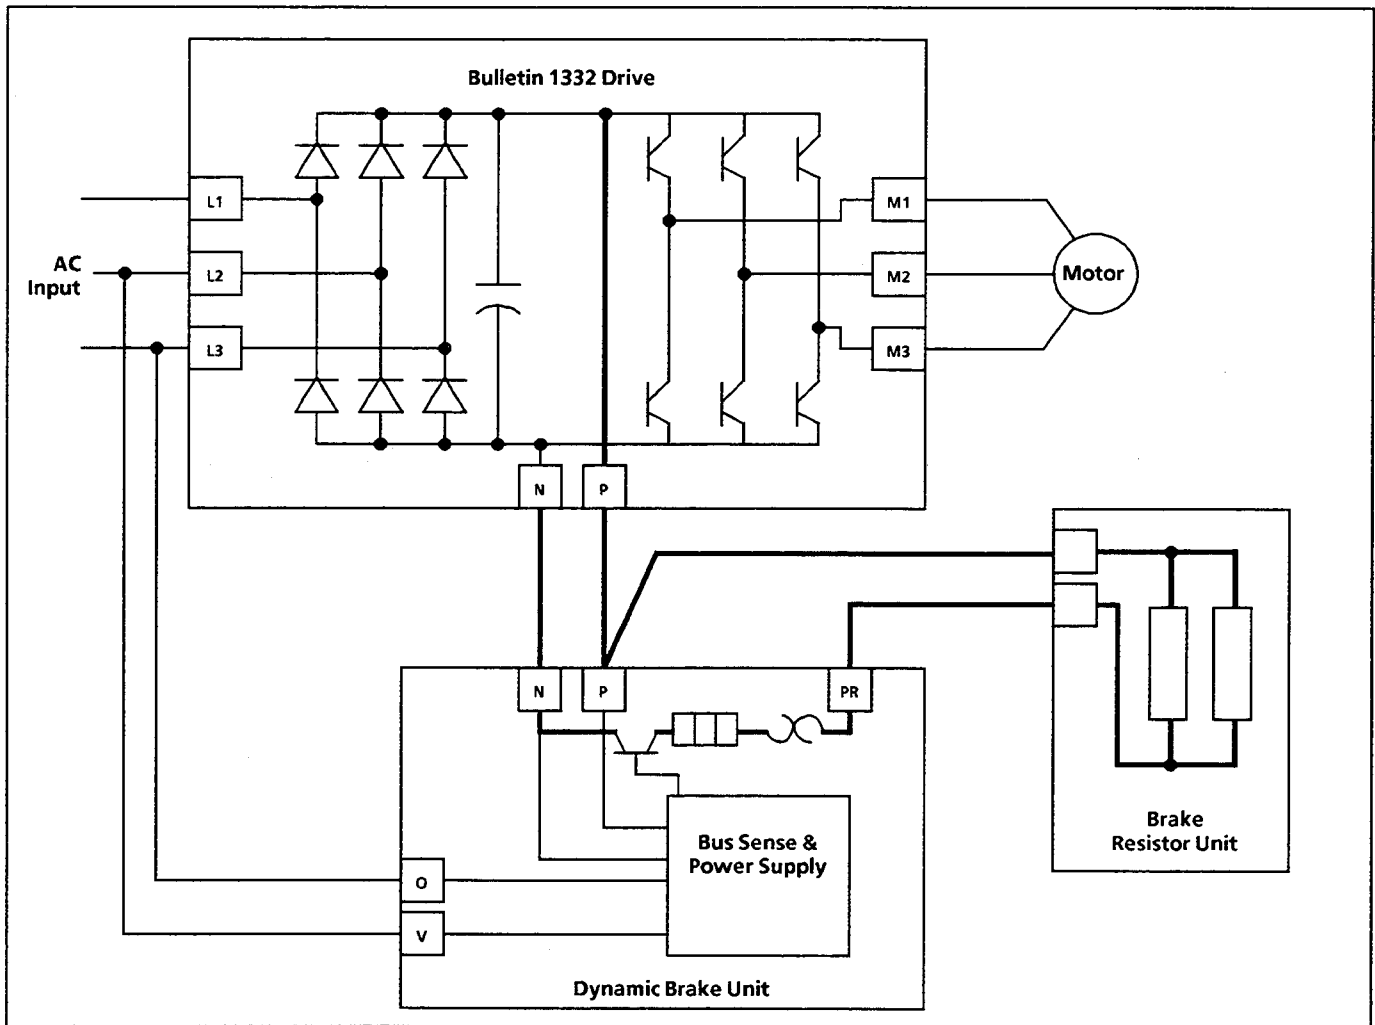 Bulletin 1332 Drive
L1
M1
AC
Input
L2
M2
Motor
L3
M3
N
P
N
P
PR
Bus Sense &
Power Supply
Brake
Resistor Unit
O
V
Dynamic Brake Unit